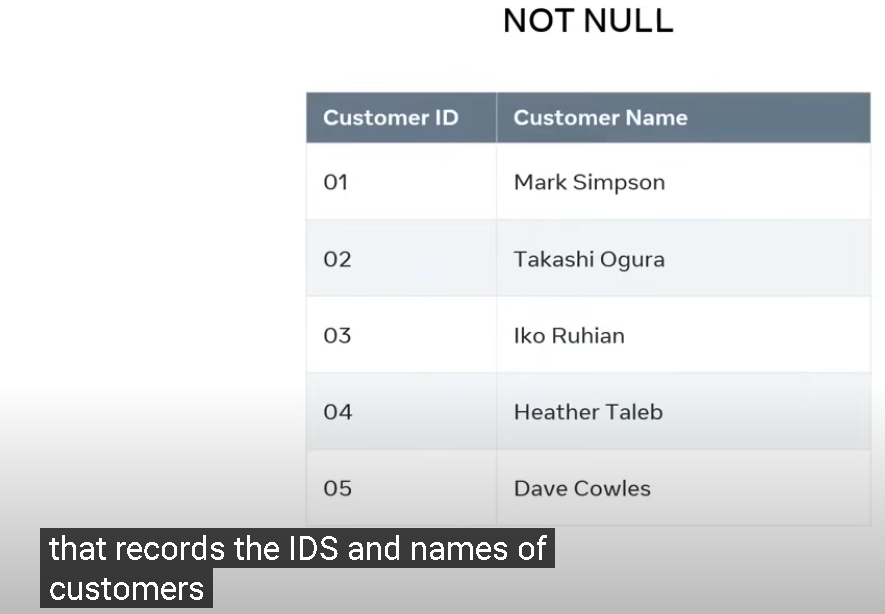 NOT NULL
Customer ID Customer Name
01 Mark Simpson
02 Takashi Ogura
03 Iko Ruhian
04 Heather Taleb
05 Dave Cowles
that records the IDS and names of
customers